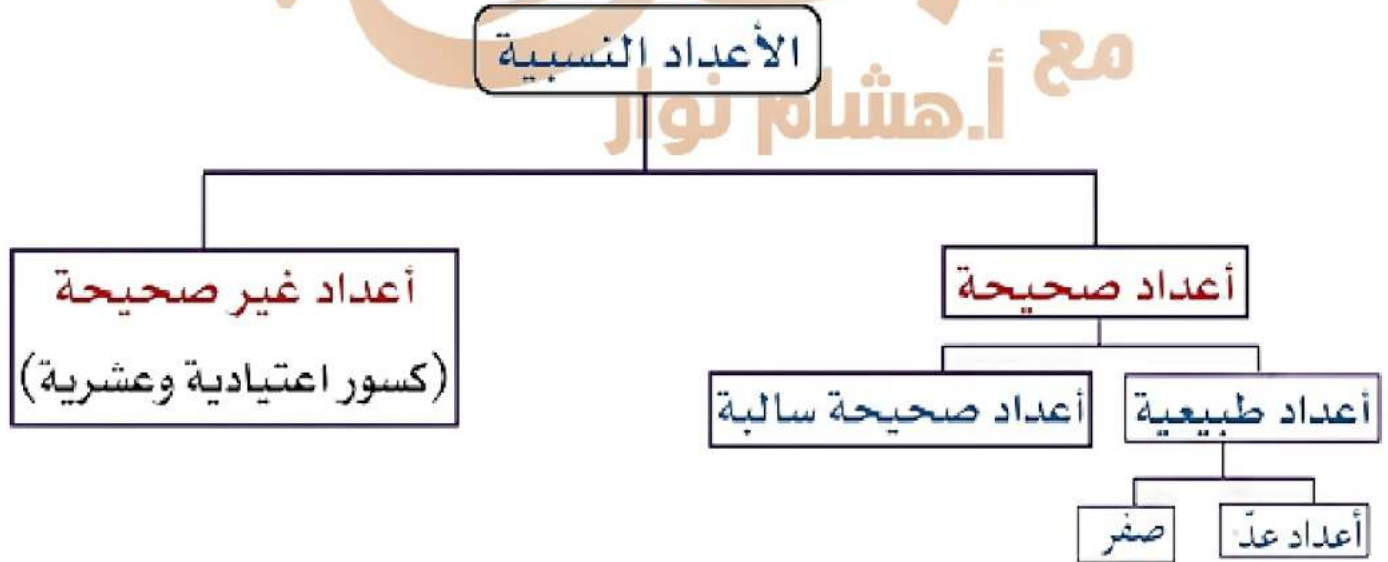 مع
أ.هشام نوار
الأعداد النسبية
أعداد صحيحة
أعداد غير صحيحة
(كسور اعتيادية وعشرية)
أعداد طبيعية
أعداد صحيحة سالبة
أعداد عدّ
صفر